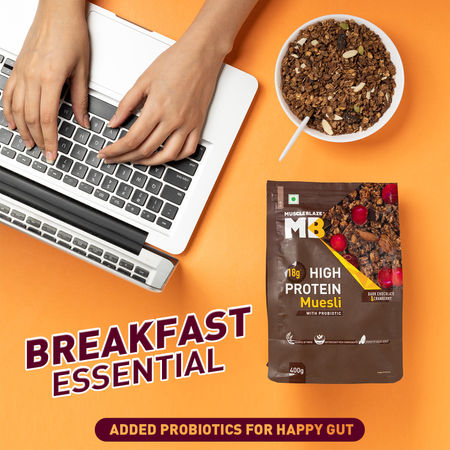 MUSCLEBLAZE
MB
18g
HIGH
PROTEIN
Muesli
WITH PROBIOTIC
DARK CHOCOLATE
& CRANBERRY
400g
BREAKFAST
ESSENTIAL
ADDED PROBIOTICS FOR HAPPY GUT